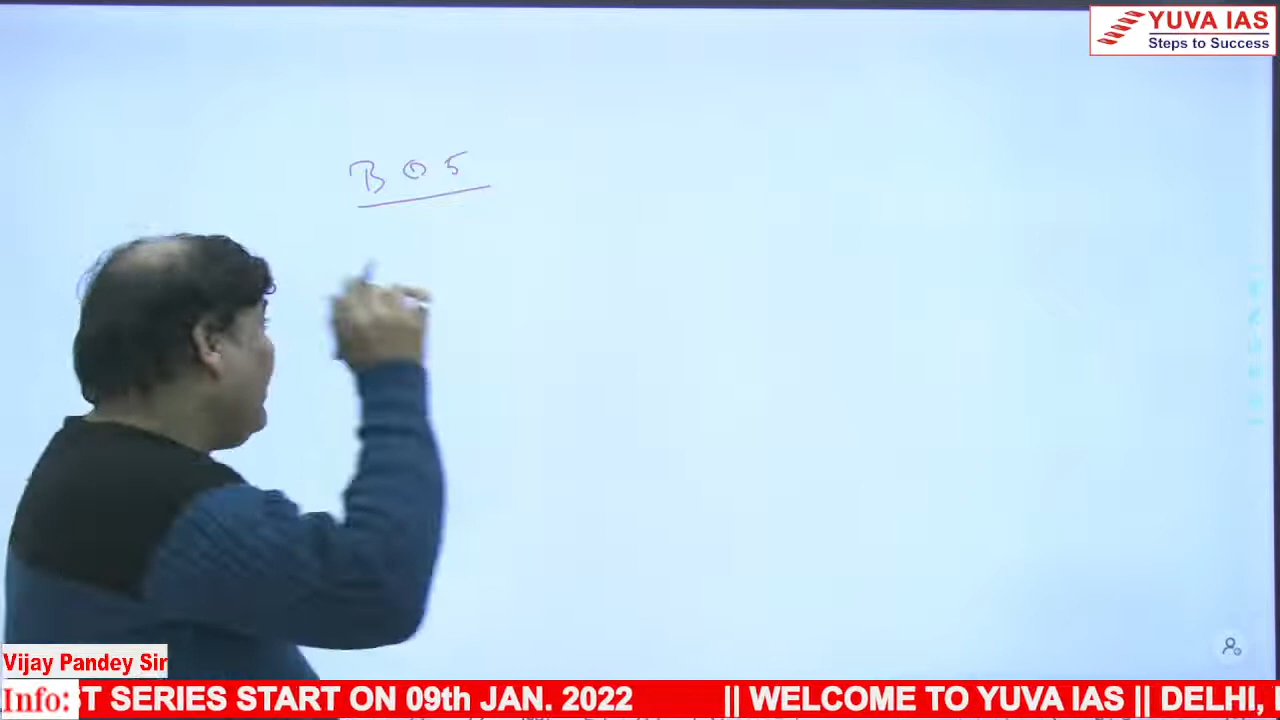 YUVA IAS
Steps to Success
B O S
Vijay Pandey Sir
Info: ST SERIES START ON 09th JAN. 2022 || WELCOME TO YUVA IAS || DELHI,